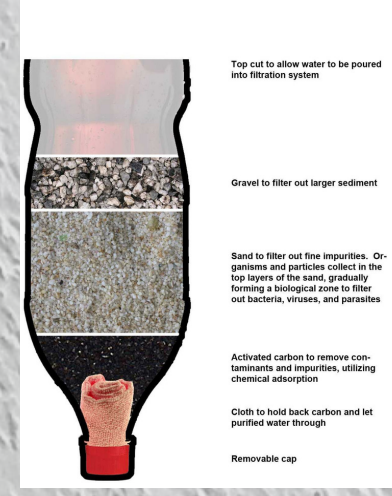 Top cut to allow water to be poured
into filtration system
Gravel to filter out larger sediment
Sand to filter out fine impurities. Or-
ganisms and particles collect in the
top layers of the sand, gradually
forming a biological zone to filter
out bacteria, viruses, and parasites
Activated carbon to remove con-
taminants and impurities, utilizing
chemical adsorption
Cloth to hold back carbon and let
purified water through
Removable cap